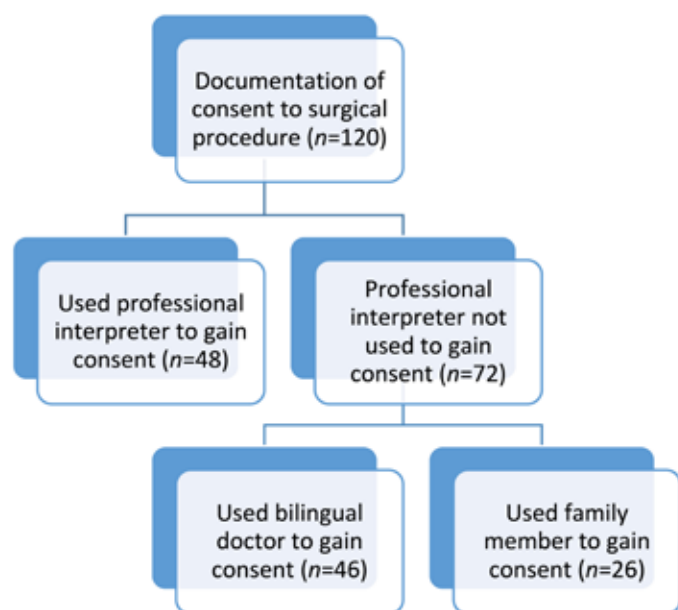 Documentation of
consent to surgical
procedure (n=120)
Used professional
interpreter to gain
consent (n=48)
Professional
interpreter not
used to gain
consent (n=72)
Used bilingual
doctor to gain
consent (n=46)
Used family
member to gain
consent (n=26)